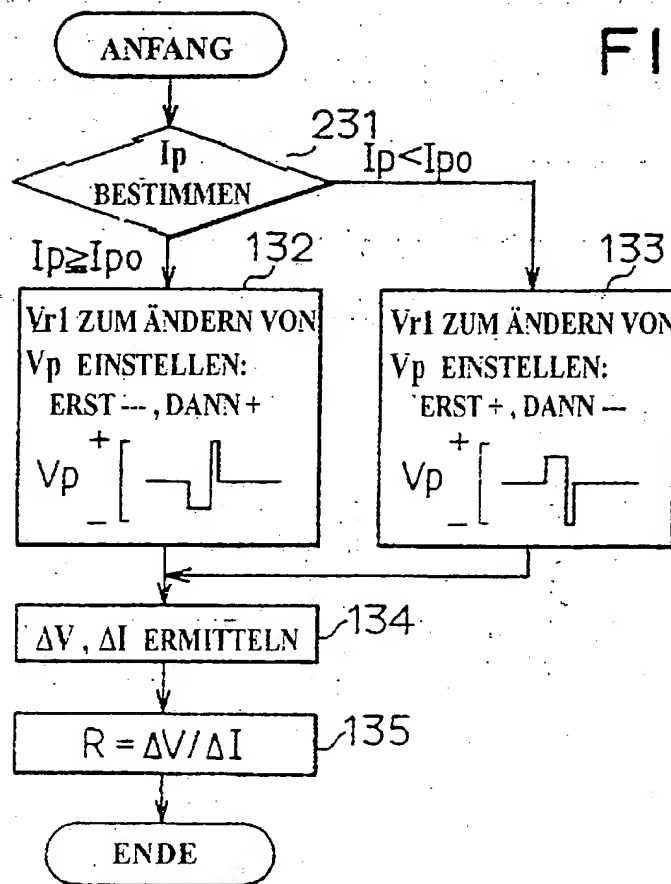 FI
ANFANG
231
Ip
BESTIMMEN
Ip<Ipo
Ip≧Ipo
132
Vr1 ZUM ÄNDERN VON
Vp EINSTELLEN:
ERST --- , DANN +
Vp + −
133
Vr1 ZUM ÄNDERN VON
Vp EINSTELLEN:
ERST + , DANN ---
Vp + −
ΔV , ΔI ERMITTELN
134
R = ΔV/ΔI
135
ENDE